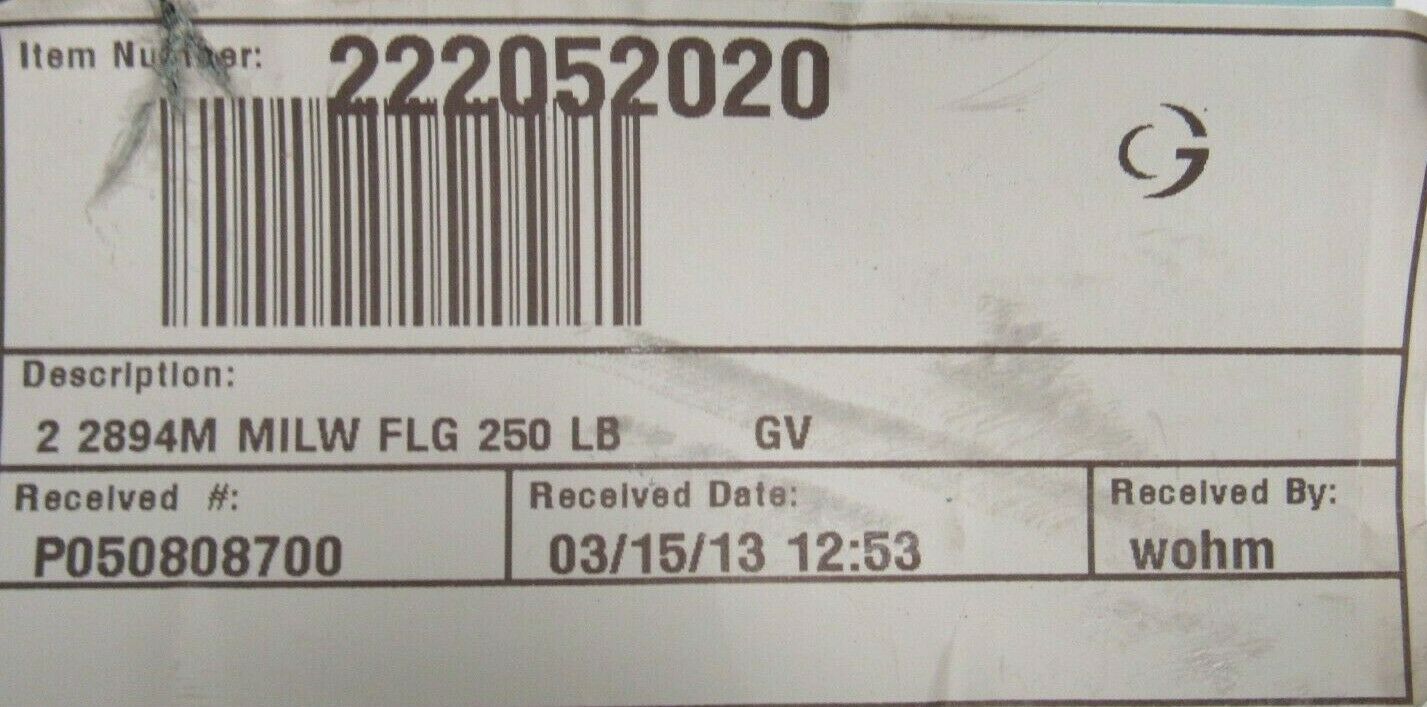 Item Number: 222052020
Description:
2 2894M MILW FLG 250 LB GV
Received #: Received Date: Received By:
P050808700 03/15/13 12:53 wohm